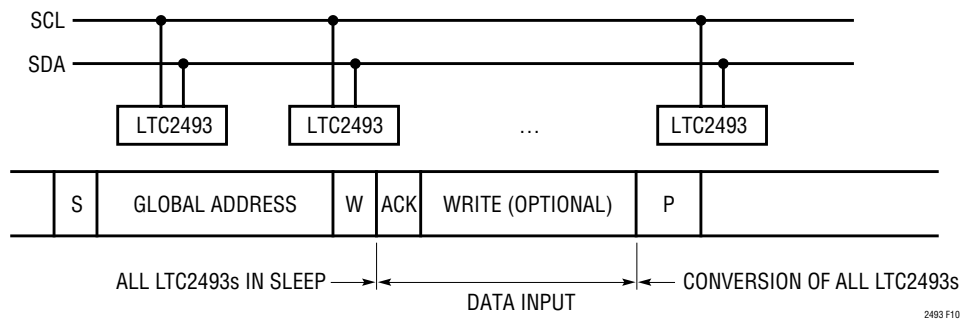 SCL
SDA
LTC2493 LTC2493 ... LTC2493
S GLOBAL ADDRESS W ACK WRITE (OPTIONAL) P
ALL LTC2493s IN SLEEP CONVERSION OF ALL LTC2493s
DATA INPUT
2493 F10